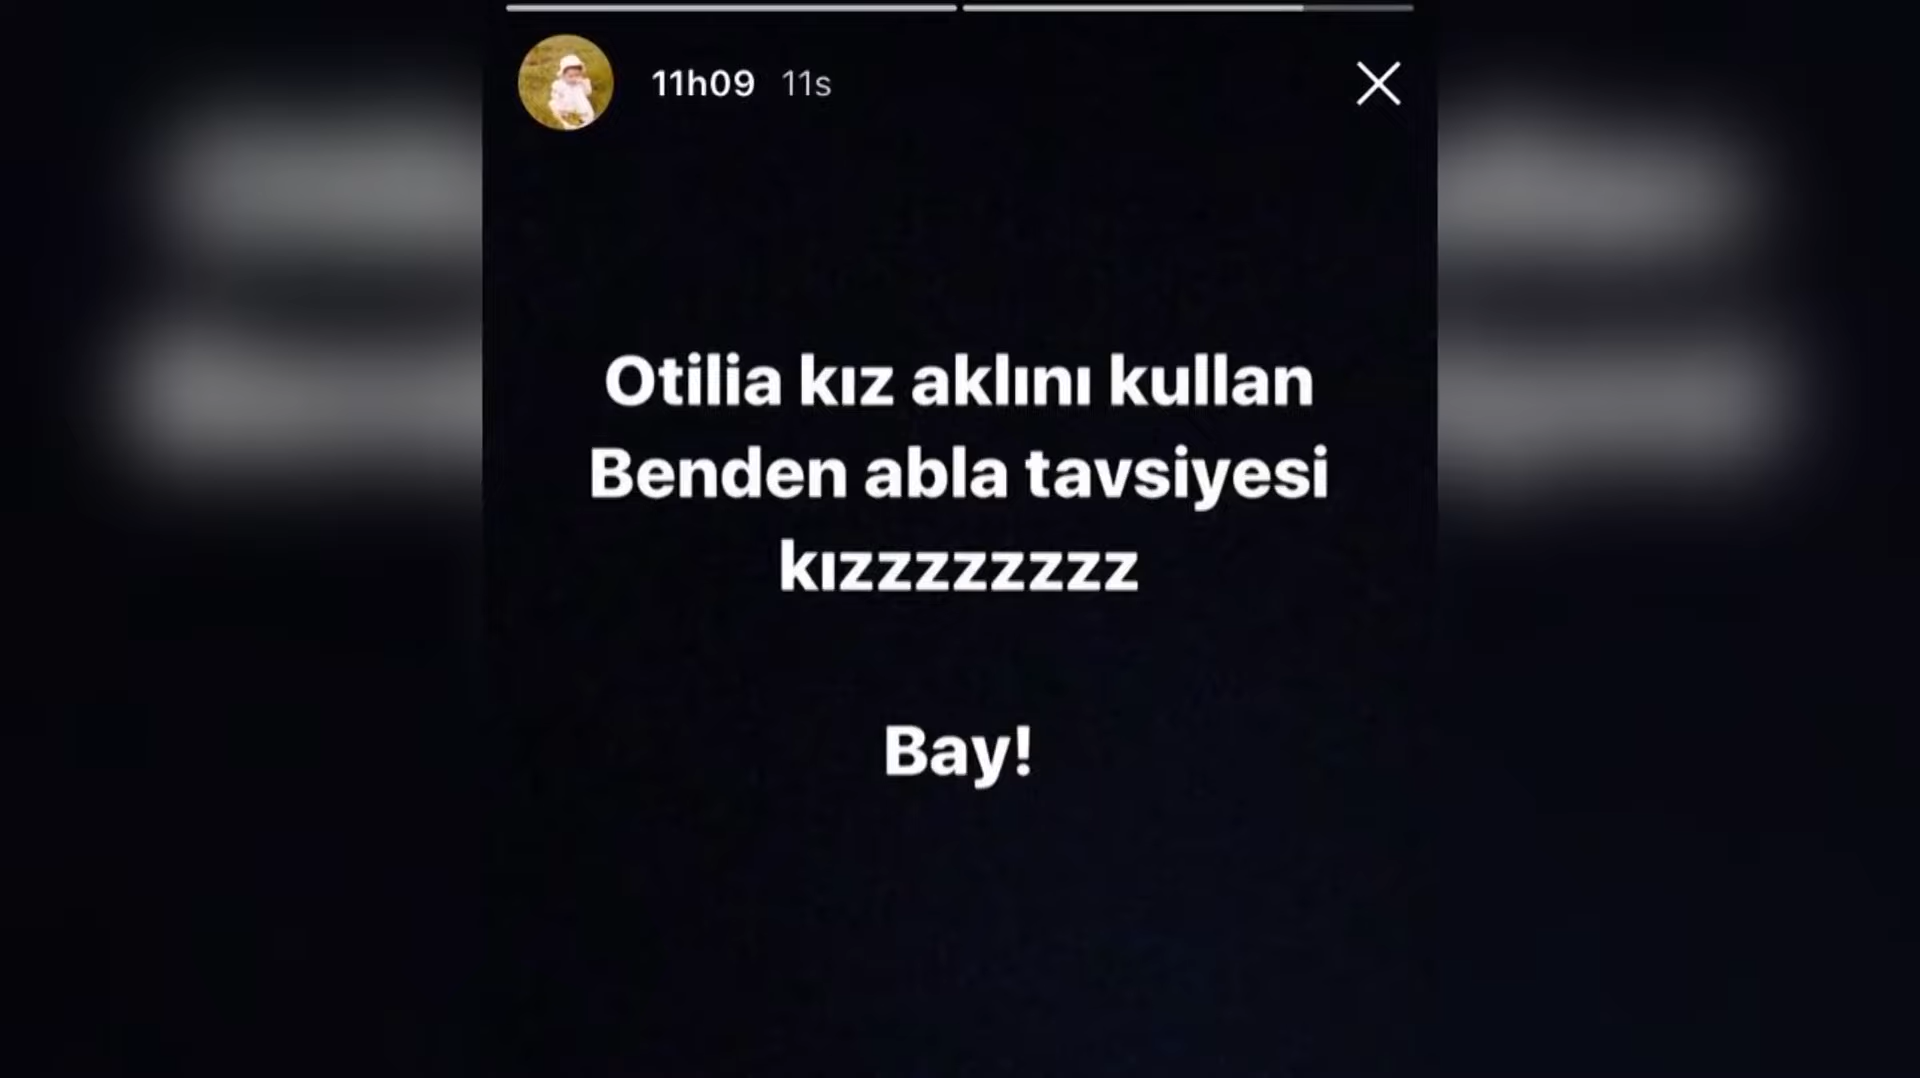 11h09 11s
Otilia kız aklını kullan
Benden abla tavsiyesi
kızzzzzzzz
Bay!